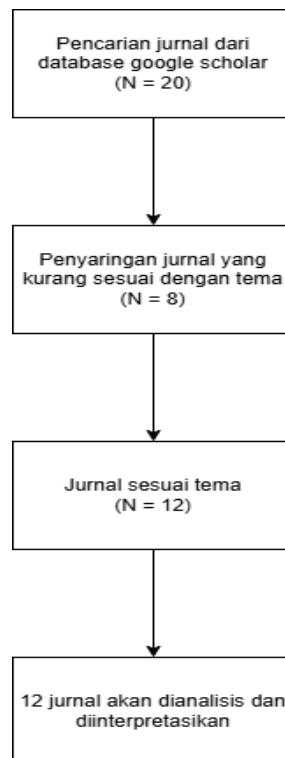 Pencarian jurnal dari
database google scholar
(N = 20)
Penyaringan jurnal yang
kurang sesuai dengan tema
(N = 8)
Jurnal sesuai tema
(N = 12)
12 jurnal akan dianalisis dan
diinterpretasikan